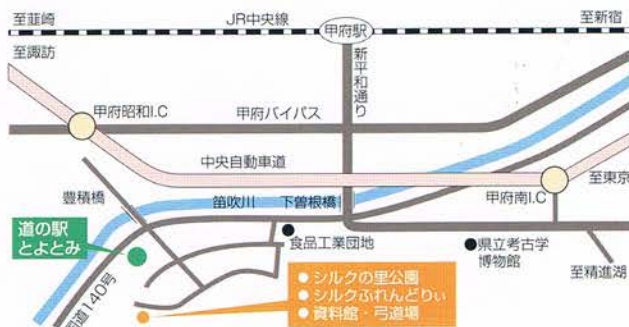 至韮崎
JR中央線
甲府駅
至新宿
至諏訪
新平和通り
甲府昭和I.C
甲府バイパス
中央自動車道
豊積橋
笛吹川
下曽根橋
甲府南I.C
至東京
道の駅
とよとみ
食品工業団地
県立考古学
博物館
国道140号
シルクの里公園
シルクふれんどりぃ
資料館・弓道場
至精進湖